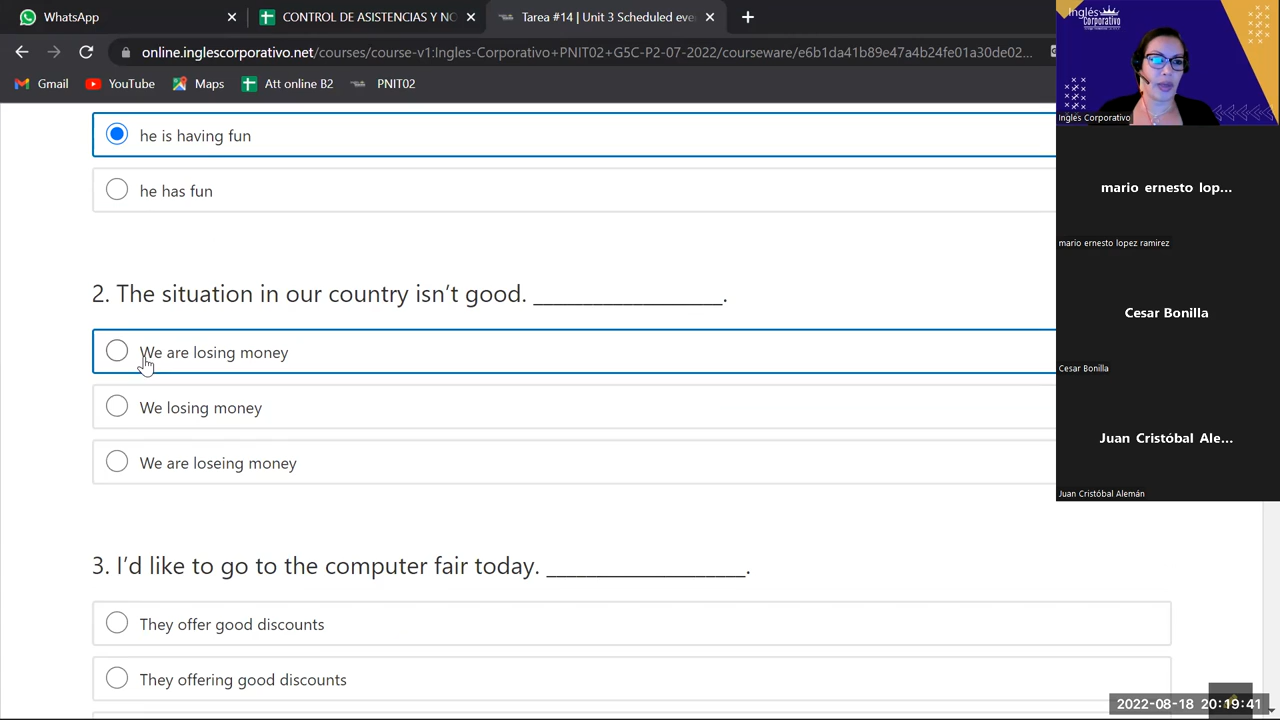 WhatsApp
CONTROL DE ASISTENCIAS Y NO
Tarea #1 | Unit 3 Scheduled eve
online.inglescorporativo.net/courses/course-v1:Ingles-Corporativo+PNIT02+G5C-P2-07-2022/courseware/
Gmail
YouTube
Maps
Att online B2
PNIT02
he is having fun
he has fun
2. The situation in our country isn’t good. __________________.
We are losing money
We losing money
We are loseing money
3. I’d like to go to the computer fair today. ___________________.
They offer good discounts
They offering good discounts
Inglés
Corporativo
Inglés Corporativo
mario ernesto lop...
mario ernesto lopez ramirez
Cesar Bonilla
Cesar Bonilla
Juan Cristóbal Ale...
Juan Cristóbal Alemán
2022-08-18 20:19:41